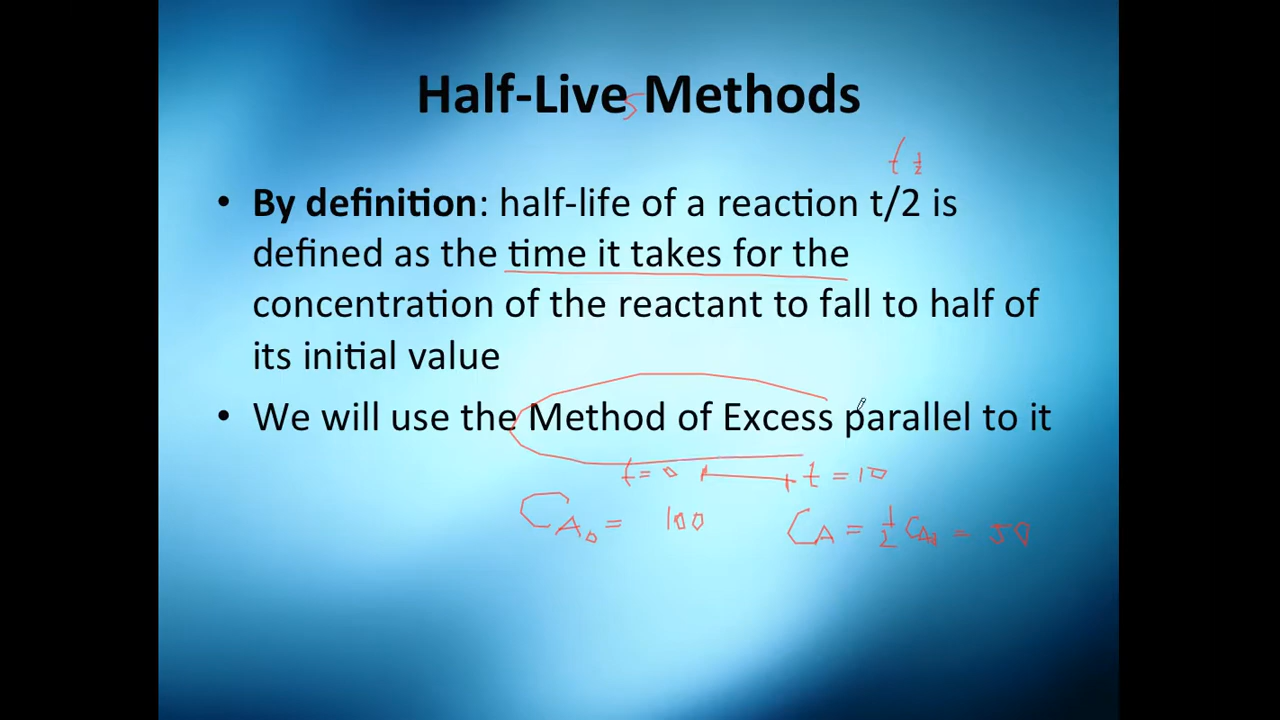 Half-Lives Methods
t 1/2
• By definition: half-life of a reaction t/2 is
defined as the time it takes for the
concentration of the reactant to fall to half of
its initial value
• We will use the Method of Excess parallel to it
t=0 t=10
CA0= 100 CA = 1/2 CA0 = 50